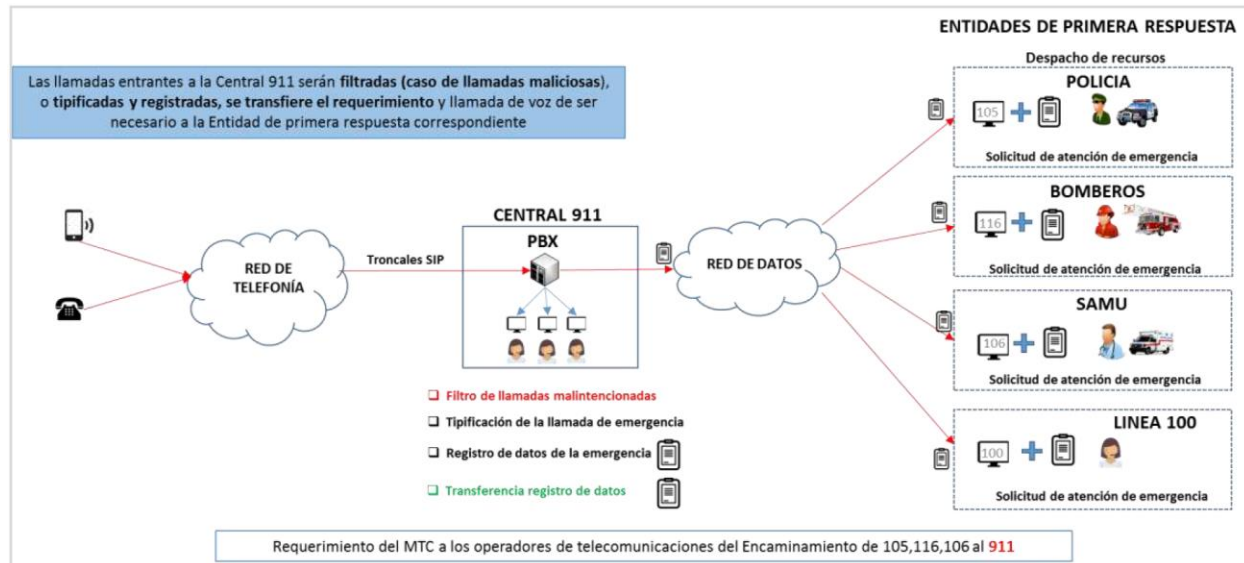 ENTIDADES DE PRIMERA RESPUESTA
Despacho de recursos
Las llamadas entrantes a la Central 911 serán filtradas (caso de llamadas maliciosas),
o tipificadas y registradas, se transfiere el requerimiento y llamada de voz de ser
necesario a la Entidad de primera respuesta correspondiente
POLICIA
105
Solicitud de atención de emergencia
BOMBEROS
116
Solicitud de atención de emergencia
SAMU
106
Solicitud de atención de emergencia
LINEA 100
100
Solicitud de atención de emergencia
RED DE
TELEFONÍA
Troncales SIP
CENTRAL 911
PBX
RED DE DATOS
Filtro de llamadas malintencionadas
Tipificación de la llamada de emergencia
Registro de datos de la emergencia
Transferencia registro de datos
Requerimiento del MTC a los operadores de telecomunicaciones del Encaminamiento de 105,116,106 al 911